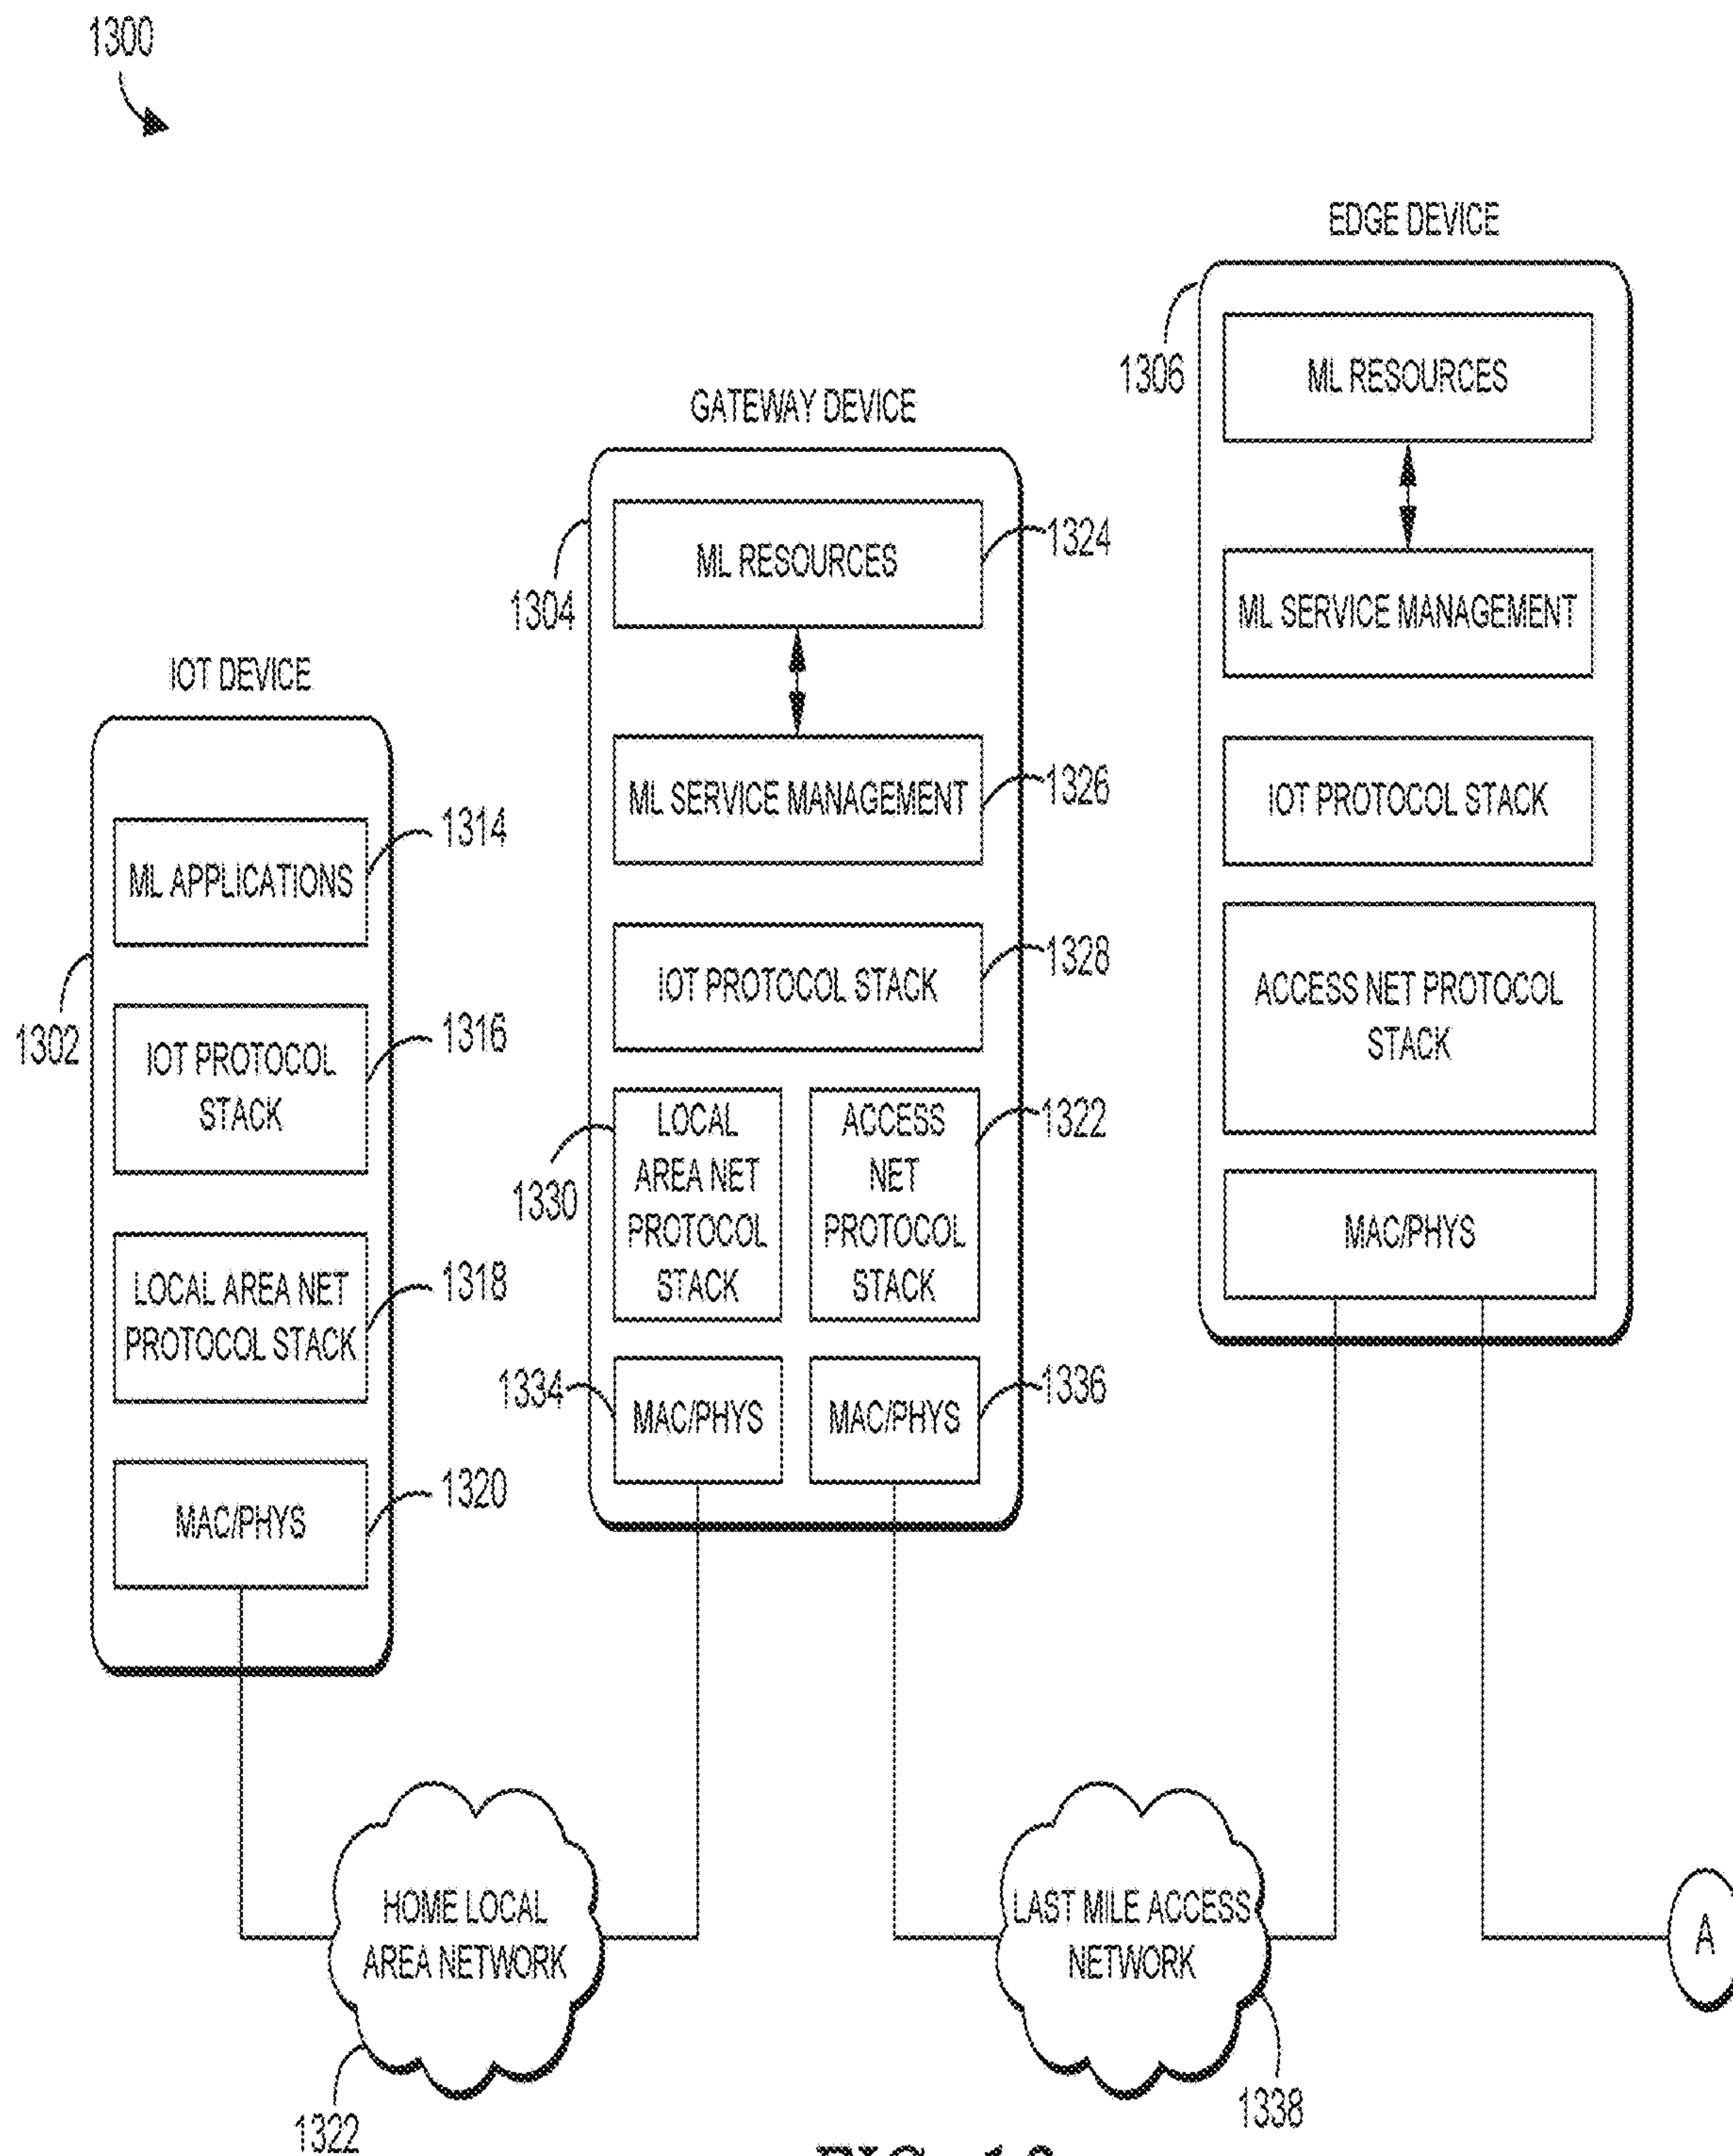 1300
EDGE DEVICE
1306
ML RESOURCES
ML SERVICE MANAGEMENT
IOT PROTOCOL STACK
ACCESS NET PROTOCOL
STACK
MAC/PHYS
GATEWAY DEVICE
1304
ML RESOURCES
1324
ML SERVICE MANAGEMENT
1326
IOT PROTOCOL STACK
1328
1330
LOCAL
AREA NET
PROTOCOL
STACK
ACCESS
NET
PROTOCOL
STACK
1322
1334
MAC/PHYS
MAC/PHYS
1336
IOT DEVICE
1302
ML APPLICATIONS
1314
IOT PROTOCOL
STACK
1316
LOCAL AREA NET
PROTOCOL STACK
1318
MAC/PHYS
1320
HOME LOCAL
AREA NETWORK
1322
LAST MILE ACCESS
NETWORK
1338
A